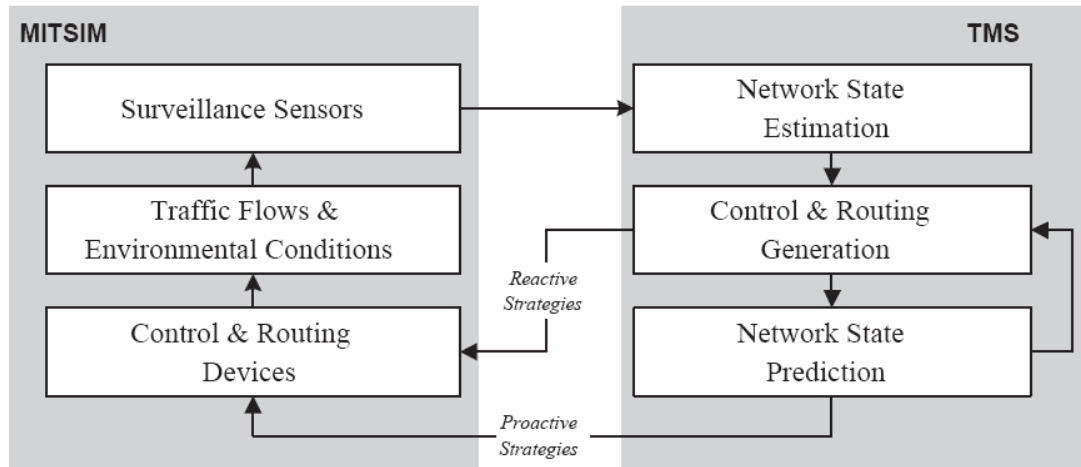 MITSIM
TMS
Surveillance Sensors
Network State
Estimation
Traffic Flows &
Environmental Conditions
Control & Routing
Generation
Reactive
Strategies
Control & Routing
Devices
Network State
Prediction
Proactive
Strategies